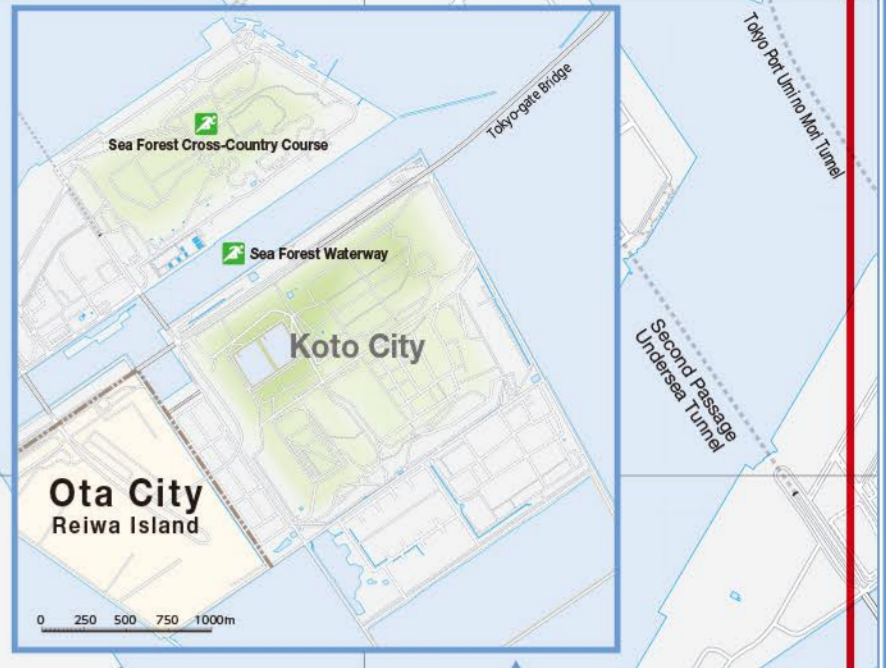 Sea Forest Cross-Country Course
Tokyo-gate Bridge
Tokyo Port Umi no Mori Tunnel
Sea Forest Waterway
Koto City
Second Passage
Undersea Tunnel
Ota City
Reiwa Island
0 250 500 750 1000m